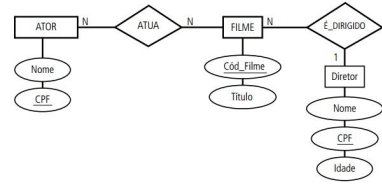 ATOR
N
ATUA
N
FILME
N
É_DIRIGIDO
1
Nome
CPF
Cód_Filme
Título
Diretor
Nome
CPF
Idade